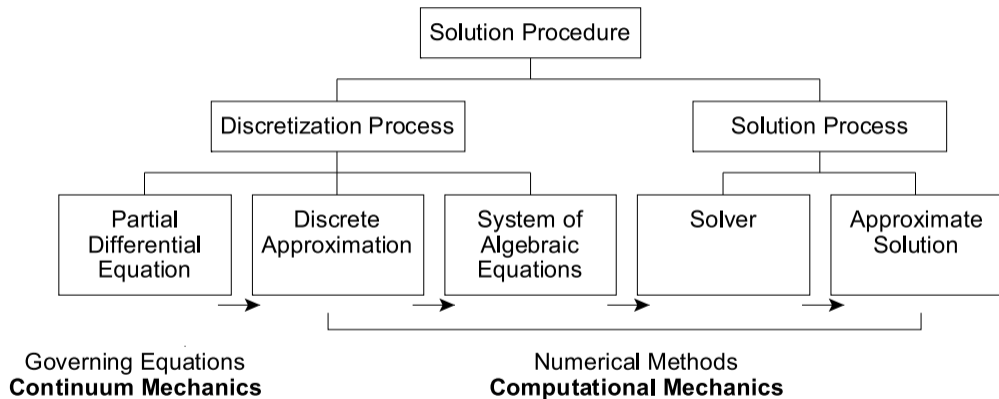 Solution Procedure
Discretization Process
Solution Process
Partial
Differential
Equation
Discrete
Approximation
System of
Algebraic
Equations
Solver
Approximate
Solution
Governing Equations
Continuum Mechanics
Numerical Methods
Computational Mechanics